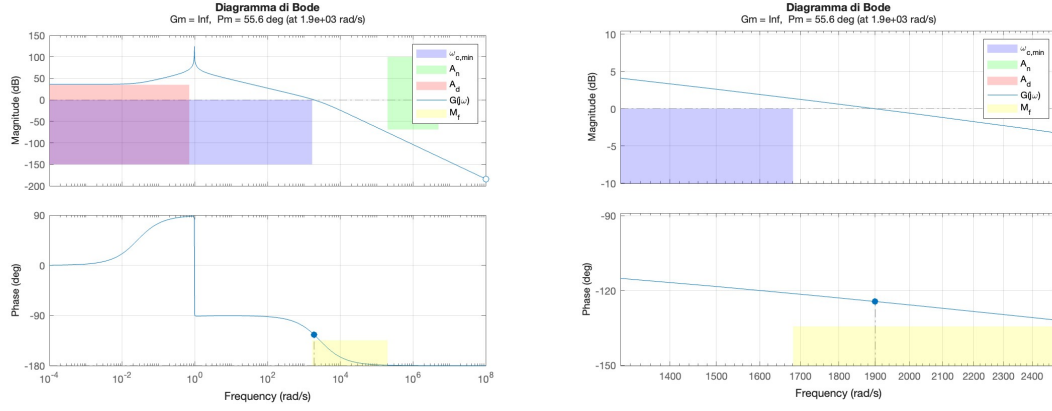 Diagramma di Bode
Gm = Inf, Pm = 55.6 deg (at 1.9e+03 rad/s)
150
100
50
0
-50
-100
-150
-200
Magnitude (dB)
ω_c,min
A_n
A_d
G(jω)
M_f
90
0
-90
-180
Phase (deg)
10^-4
10^-2
10^0
10^2
10^4
10^6
10^8
Frequency (rad/s)
Diagramma di Bode
Gm = Inf, Pm = 55.6 deg (at 1.9e+03 rad/s)
10
5
0
-5
-10
Magnitude (dB)
ω_c,min
A_n
A_d
G(jω)
M_f
-90
-120
-150
Phase (deg)
1400
1500
1600
1700
1800
1900
2000
2100
2200
2300
2400
Frequency (rad/s)